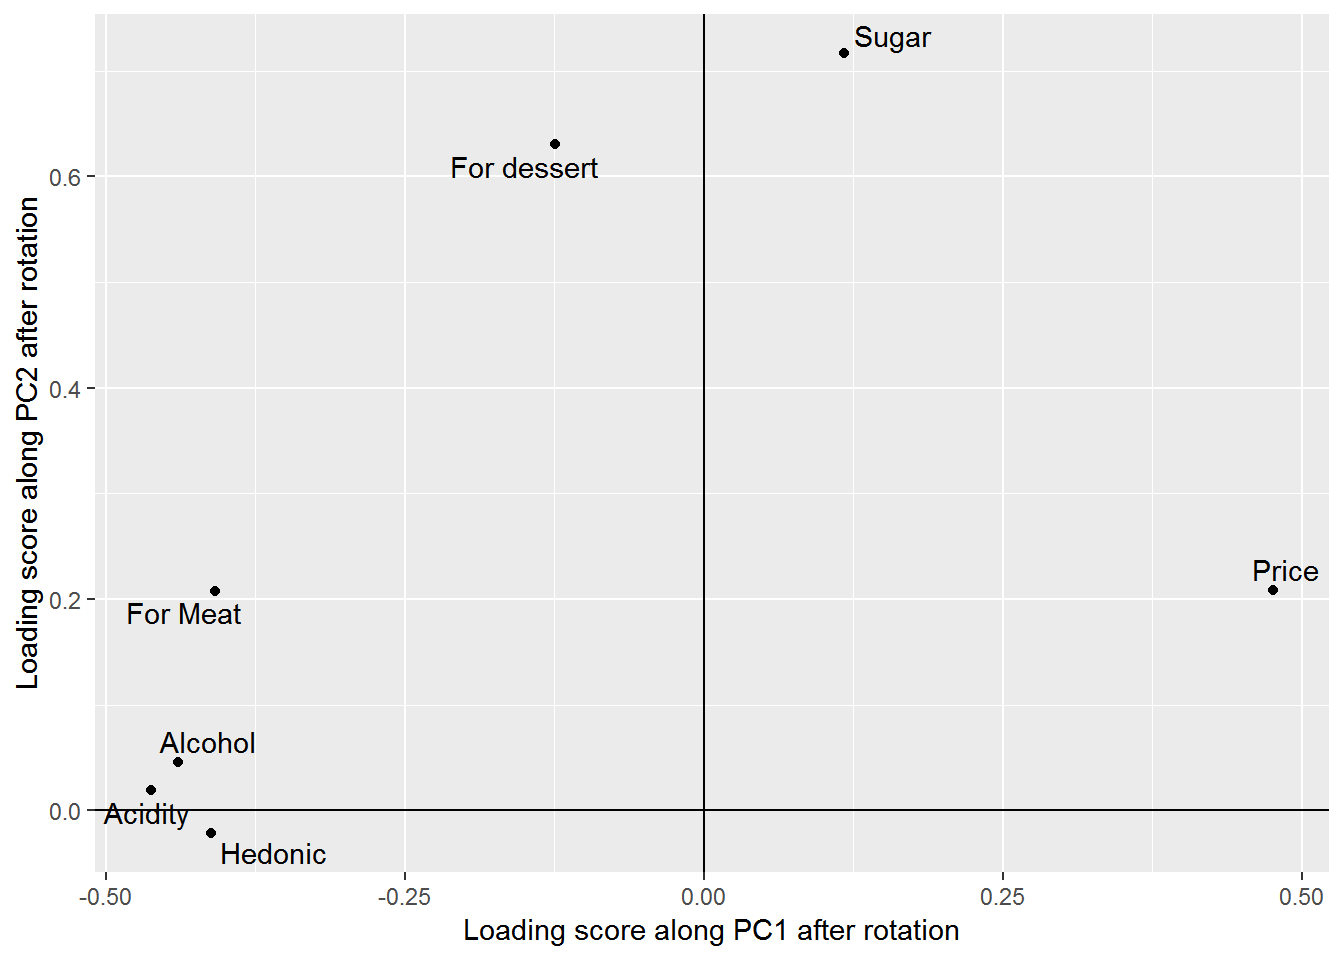 Sugar
For dessert
0.6
0.4
Price
0.2
For Meat
Alcohol
0.0
Acidity
Hedonic
-0.50 -0.25 0.00 0.25 0.50
Loading score along PC1 after rotation
Loading score along PC2 after rotation